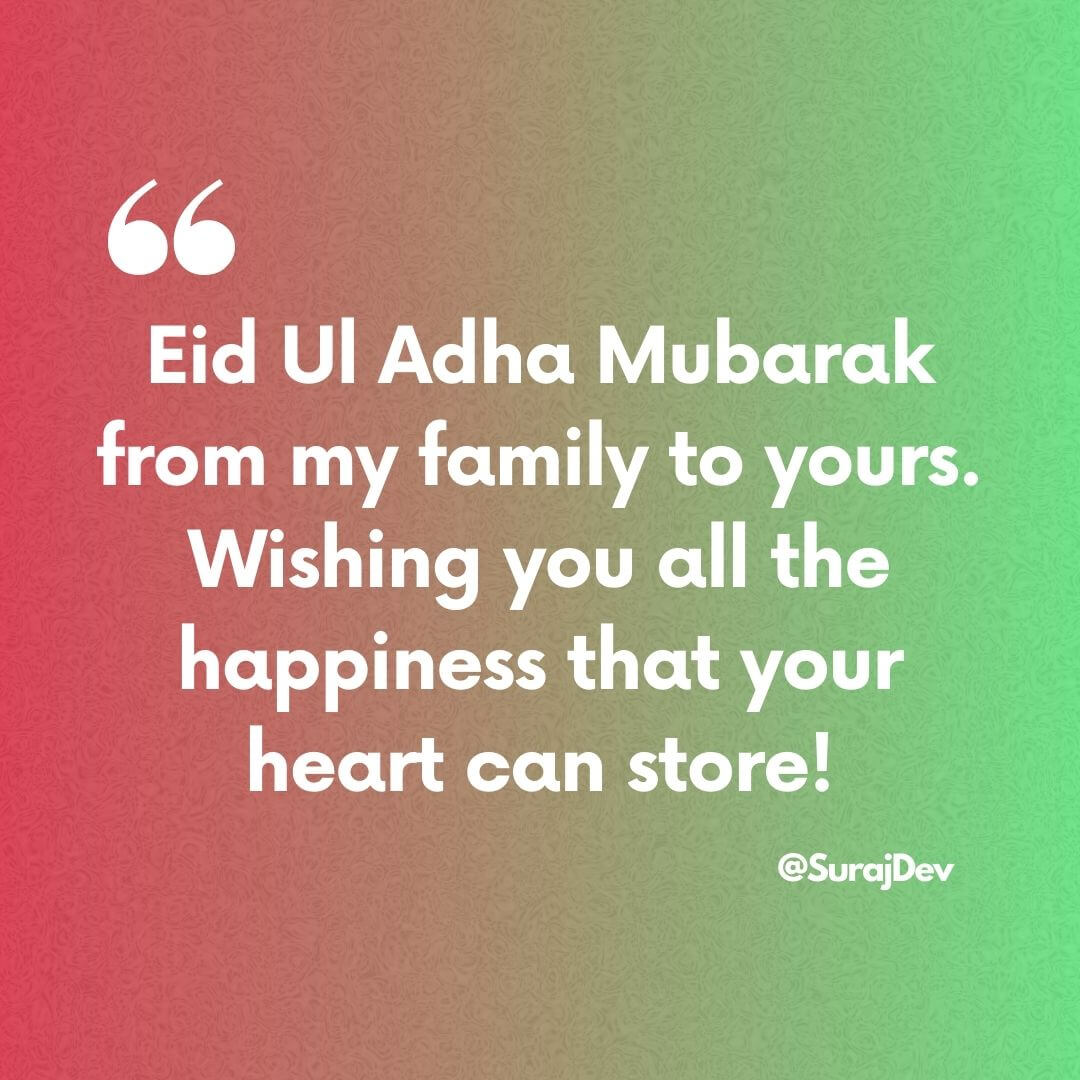 “
Eid Ul Adha Mubarak
from my family to yours.
Wishing you all the
happiness that your
heart can store!
@SurajDev